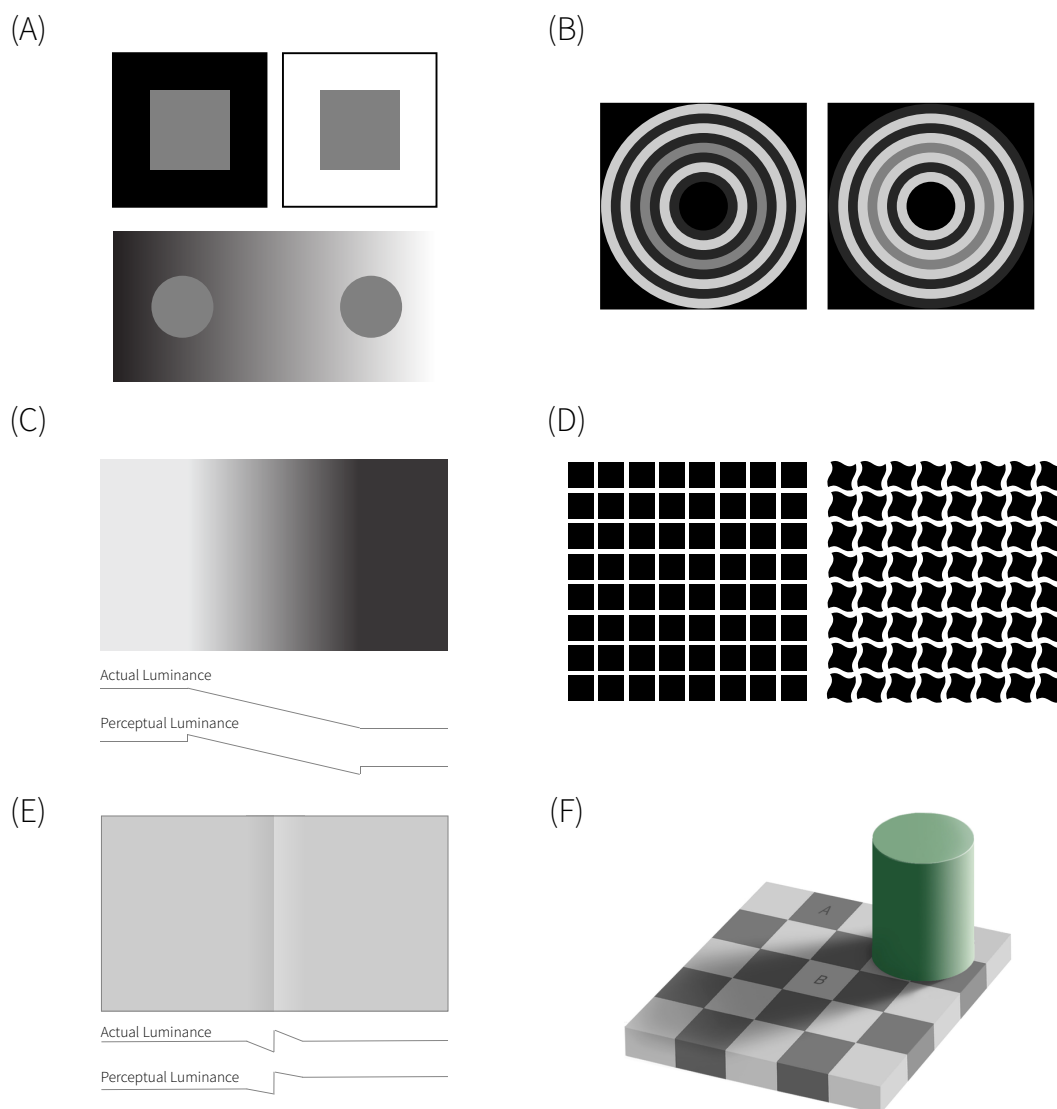 (A)
(B)
(C)
(D)
Actual Luminance
Perceptual Luminance
(E)
(F)
A
B
Actual Luminance
Perceptual Luminance